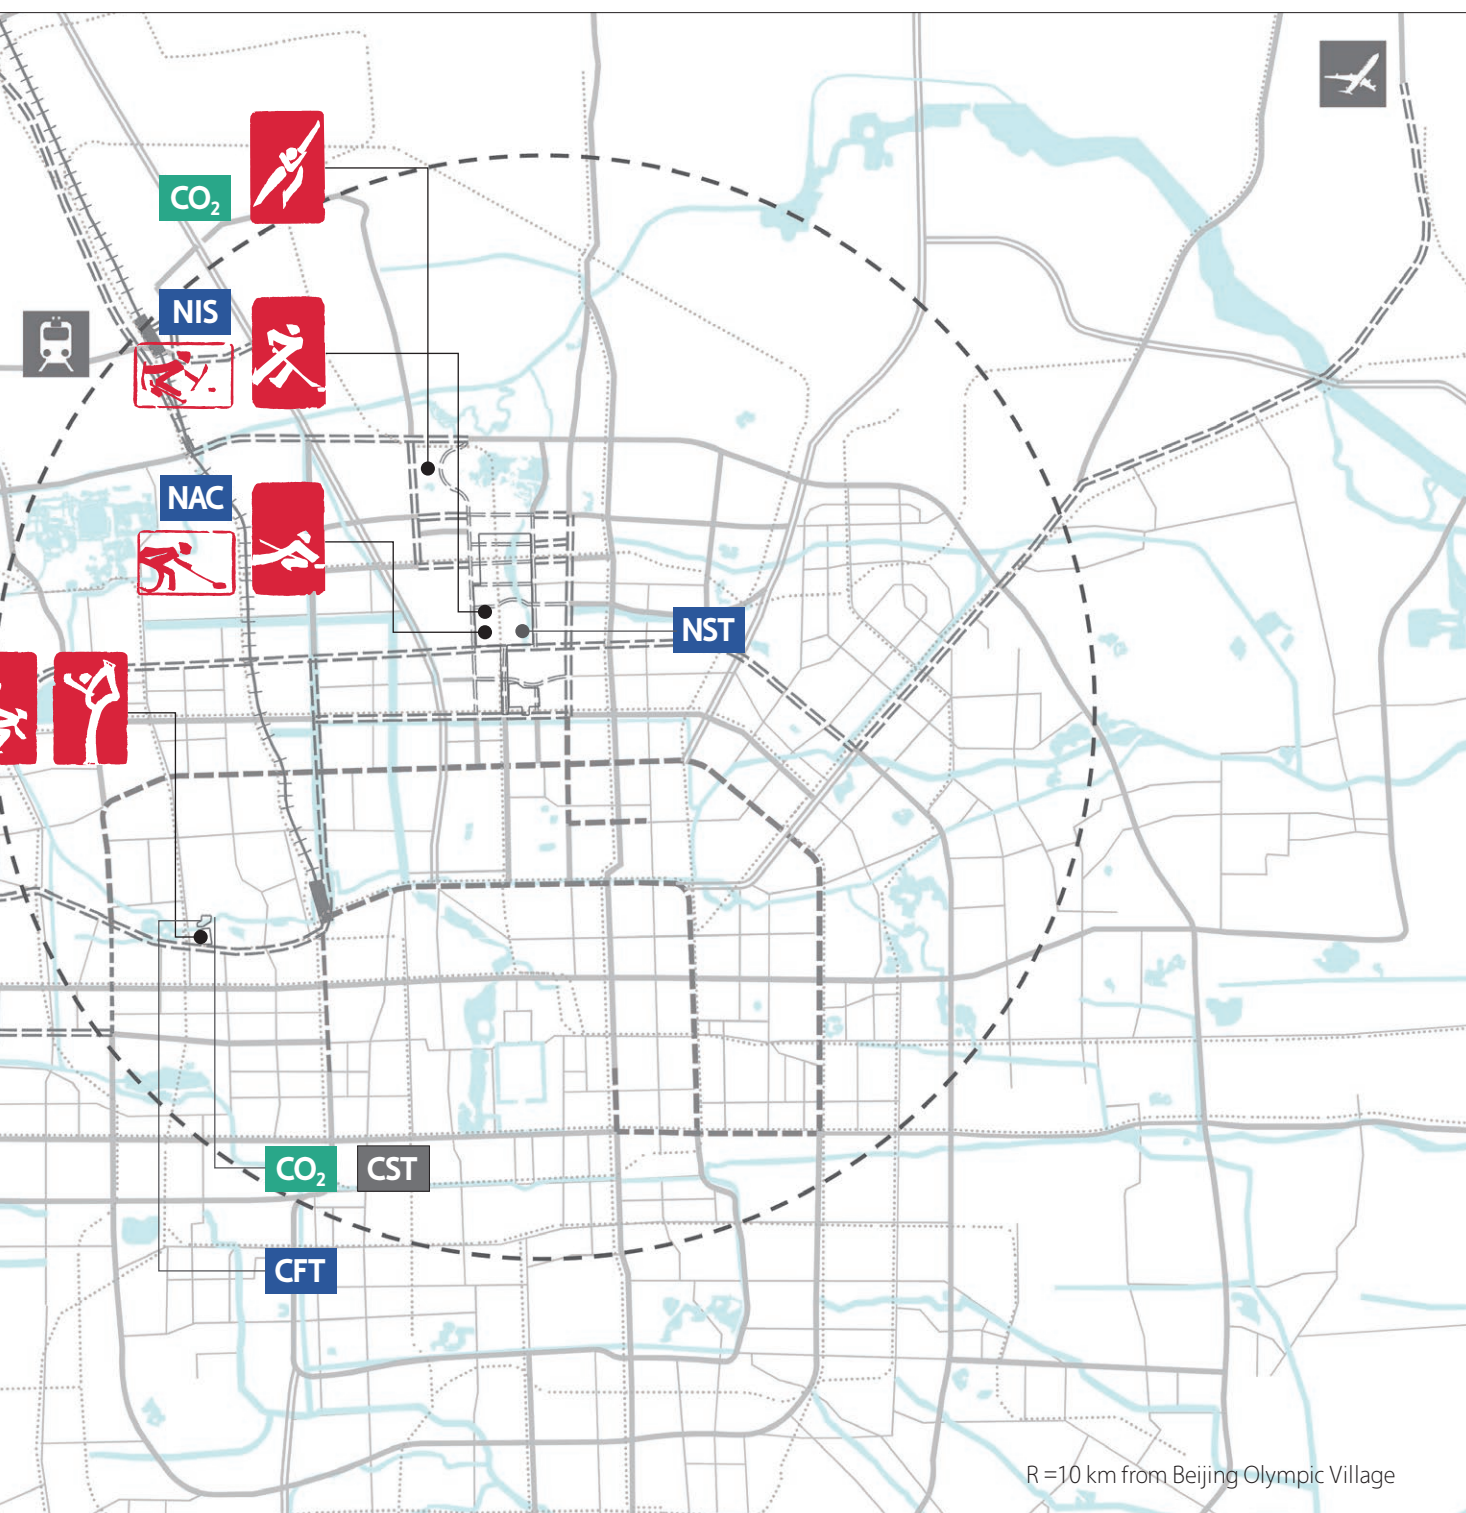 CO₂
NIS
NAC
NST
CO₂ CST
CFT
R =10 km from Beijing Olympic Village